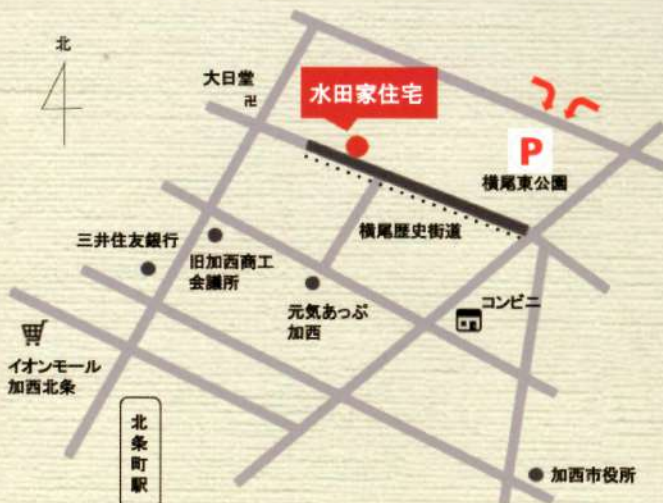 北
大日堂
卍
水田家住宅
P
横尾東公園
横尾歴史街道
三井住友銀行
旧加西商工
会議所
元気あっぷ
加西
コンビニ
イオンモール
加西北条
北条町駅
加西市役所